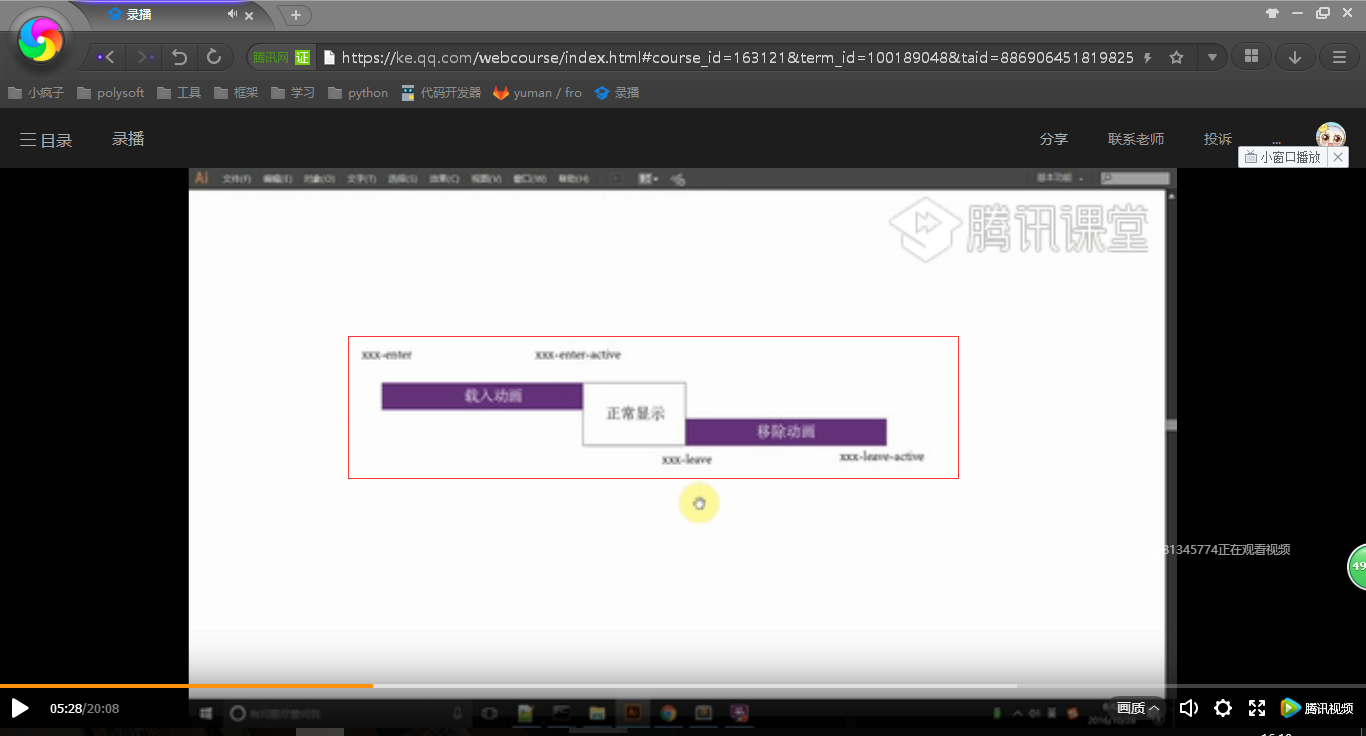 录播
腾讯网 证 https://ke.qq.com/webcourse/index.html#course_id=163121&term_id=100189048&taid=886906451819825
小疯子 polysoft 工具 框架 学习 python 代码开发器 yuman / fro 录播
目录 录播 分享 联系老师 投诉 ...
小窗口播放
Ai 文件(F) 编辑(E) 对象(O) 文字(T) 选择(S) 效果(C) 视图(V) 窗口(W) 帮助(H) 基本功能
腾讯课堂
xxx-enter xxx-enter-active
载入动画
正常显示
移除动画
xxx-leave xxx-leave-active
31345774正在观看视频
49
05:28/20:08 画质 腾讯视频